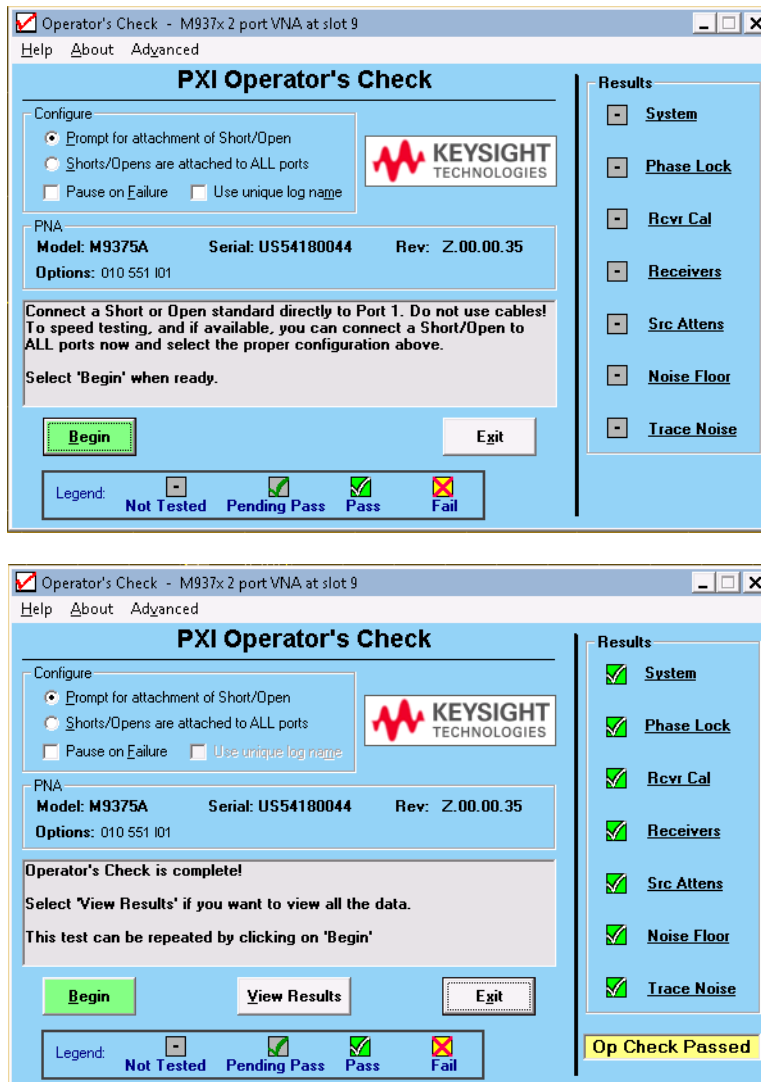 Operator's Check - M937x 2 port VNA at slot 9
Help About Advanced
PXI Operator's Check
Configure
Prompt for attachment of Short/Open
Shorts/Opens are attached to ALL ports
Pause on Failure Use unique log name
KEYSIGHT
TECHNOLOGIES
PNA
Model: M9375A Serial: US54180044 Rev: Z.00.00.35
Options: 010 551 I01
Connect a Short or Open standard directly to Port 1. Do not use cables!
To speed testing, and if available, you can connect a Short/Open to
ALL ports now and select the proper configuration above.
Select 'Begin' when ready.
Begin Exit
Legend: Not Tested Pending Pass Pass Fail
Results
System
Phase Lock
Rcvr Cal
Receivers
Src Attens
Noise Floor
Trace Noise
Operator's Check - M937x 2 port VNA at slot 9
Help About Advanced
PXI Operator's Check
Configure
Prompt for attachment of Short/Open
Shorts/Opens are attached to ALL ports
Pause on Failure Use unique log name
KEYSIGHT
TECHNOLOGIES
PNA
Model: M9375A Serial: US54180044 Rev: Z.00.00.35
Options: 010 551 I01
Operator's Check is complete!
Select 'View Results' if you want to view all the data.
This test can be repeated by clicking on 'Begin'
Begin View Results Exit
Legend: Not Tested Pending Pass Pass Fail
Results
System
Phase Lock
Rcvr Cal
Receivers
Src Attens
Noise Floor
Trace Noise
Op Check Passed